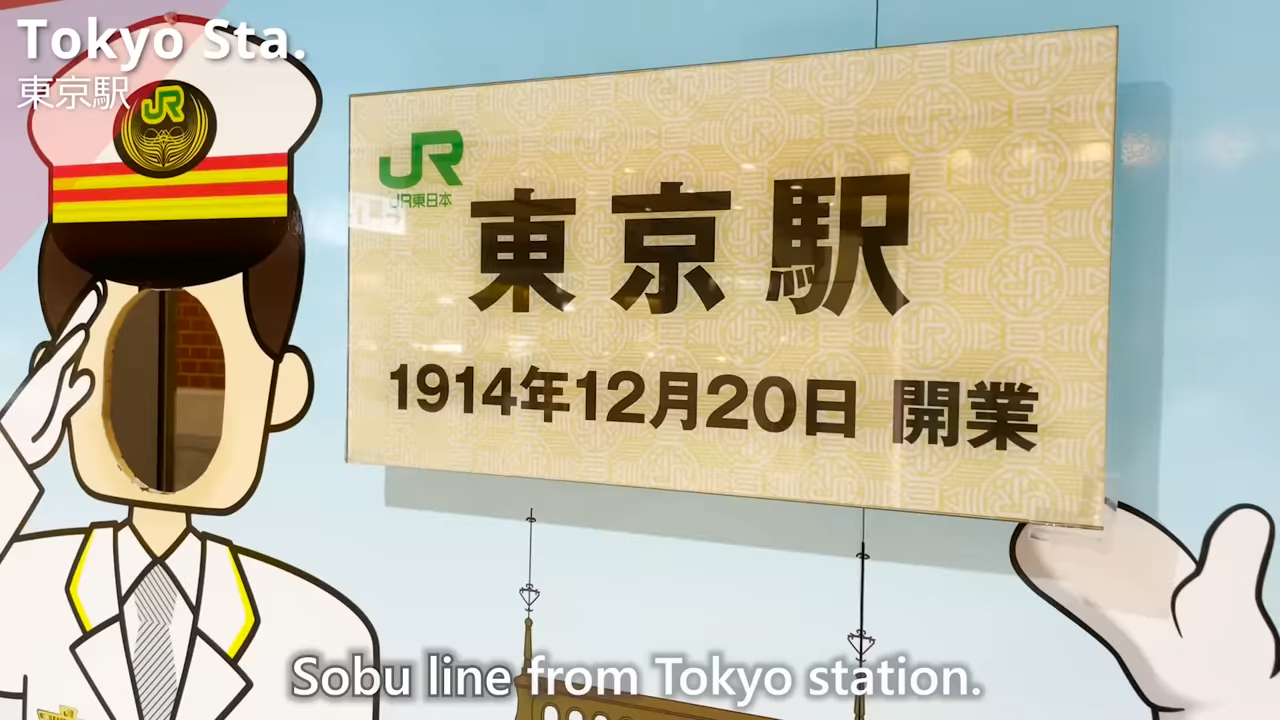 Tokyo Sta.
東京駅
JR
JR
JR東日本
東京駅
1914年12月20日 開業
Sobu line from Tokyo station.